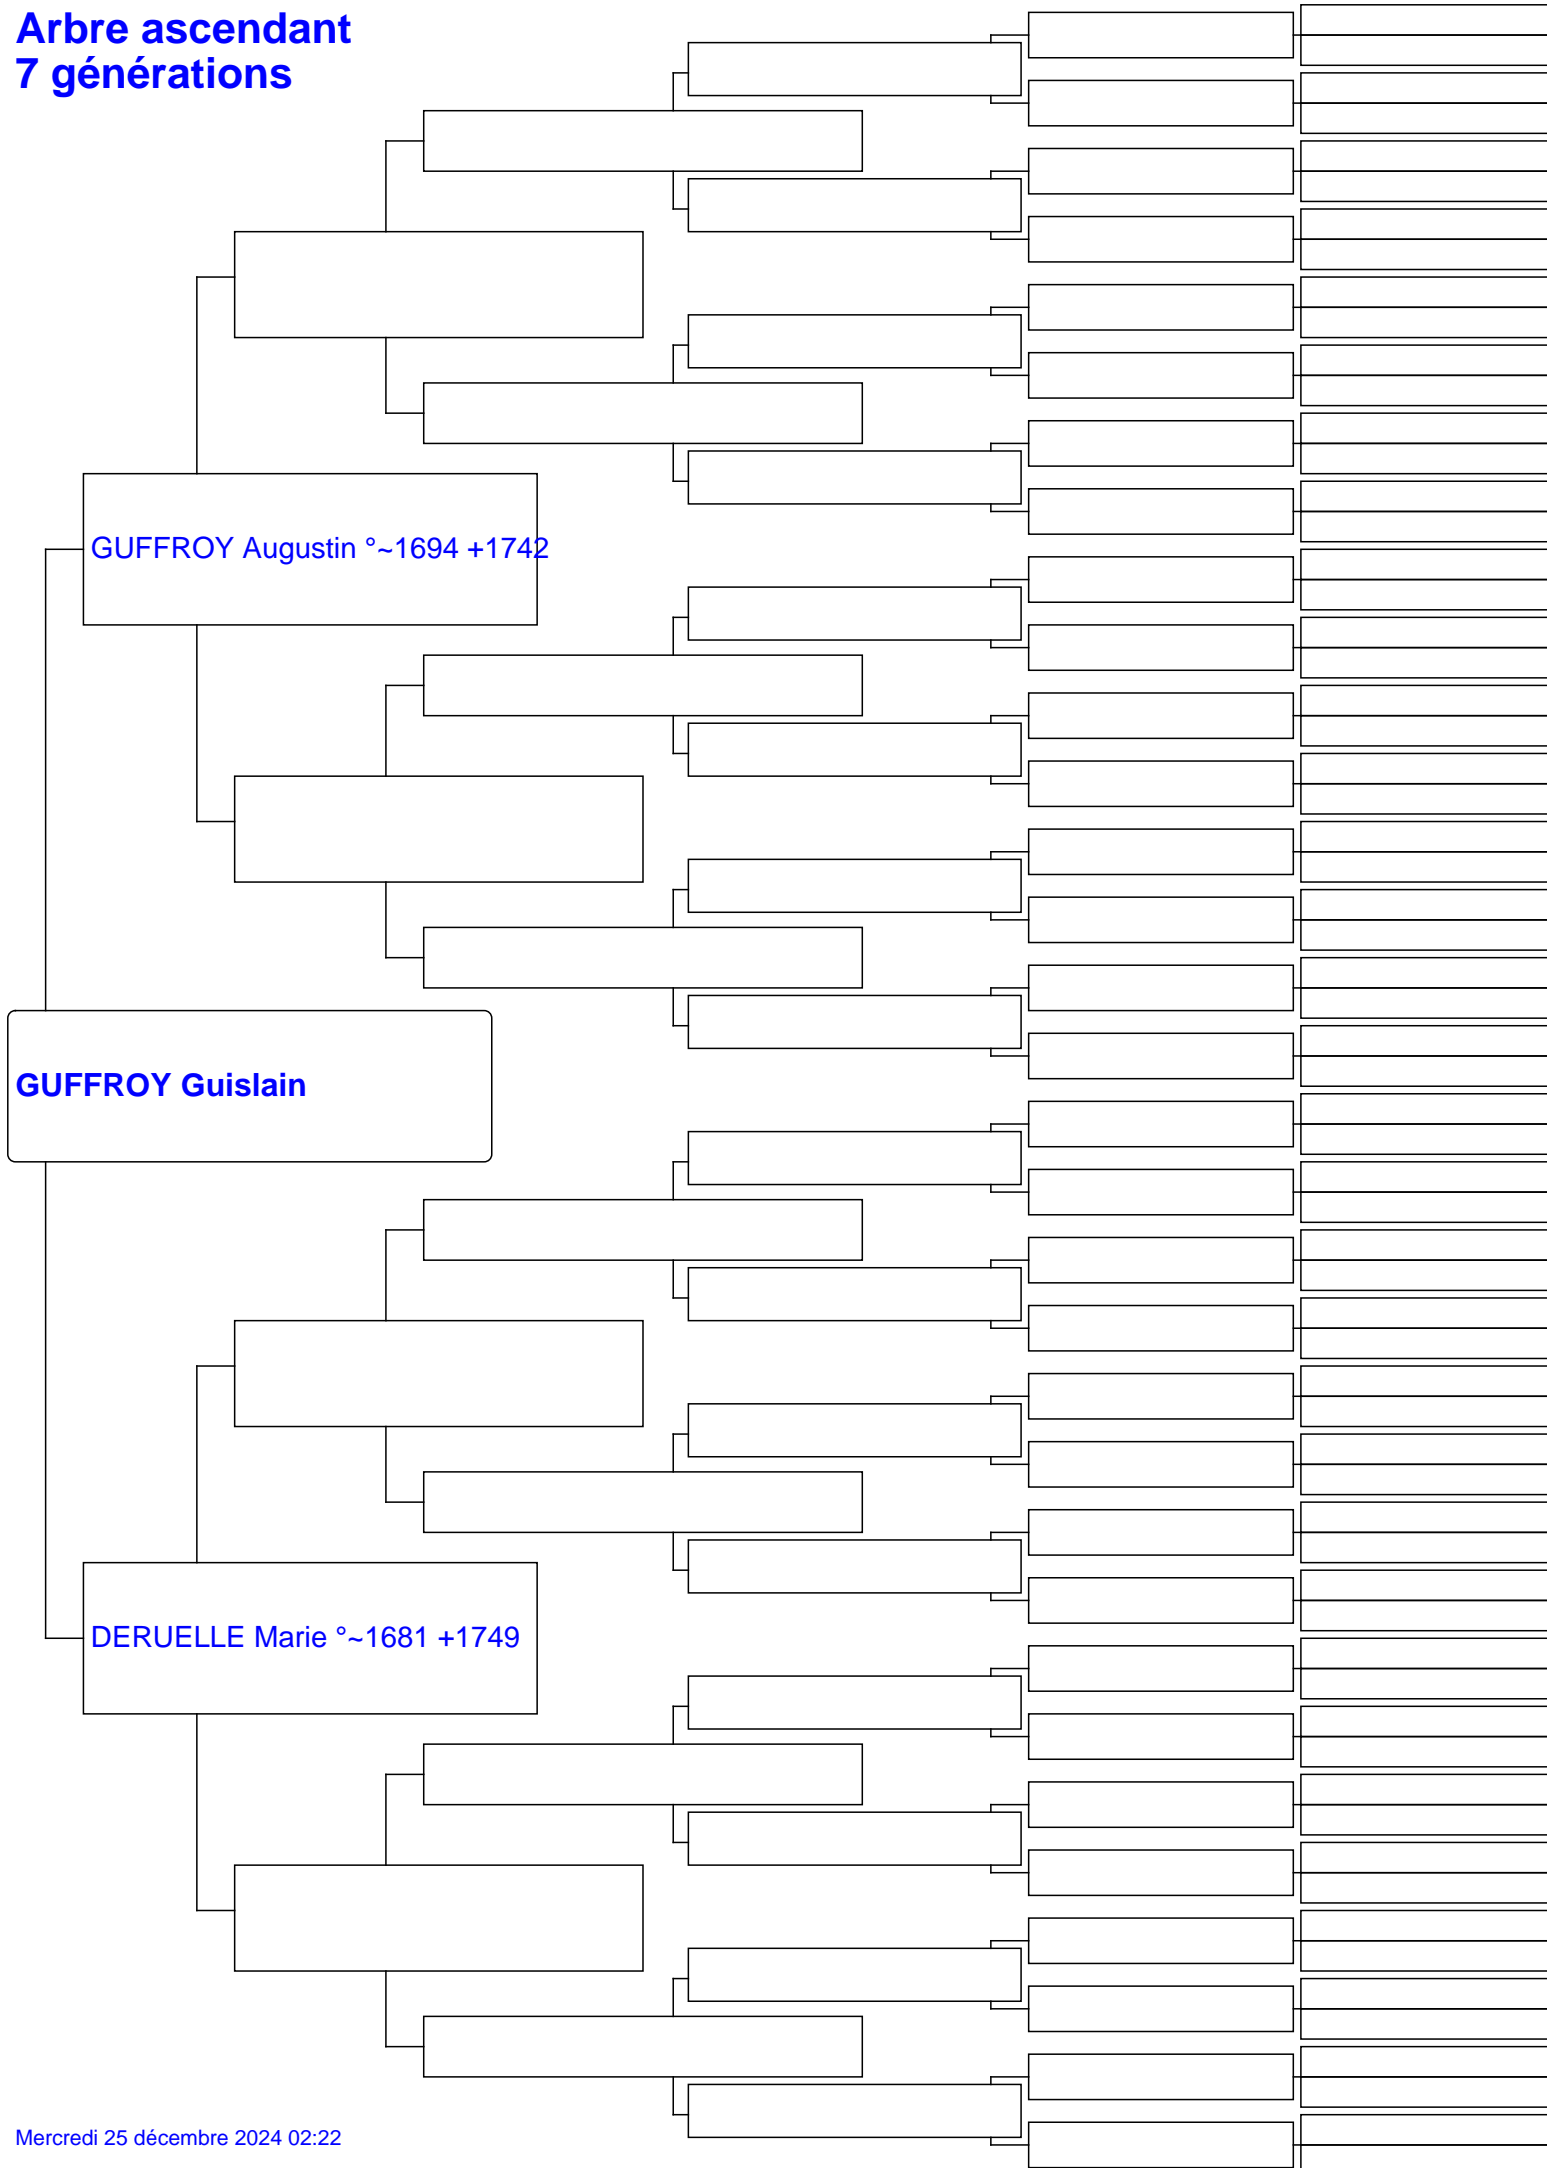 Arbre ascendant
7 générations
GUFFROY Augustin °~1694 +1742
GUFFROY Guislain
DERUELLE Marie °~1681 +1749
Mercredi 25 décembre 2024 02:22